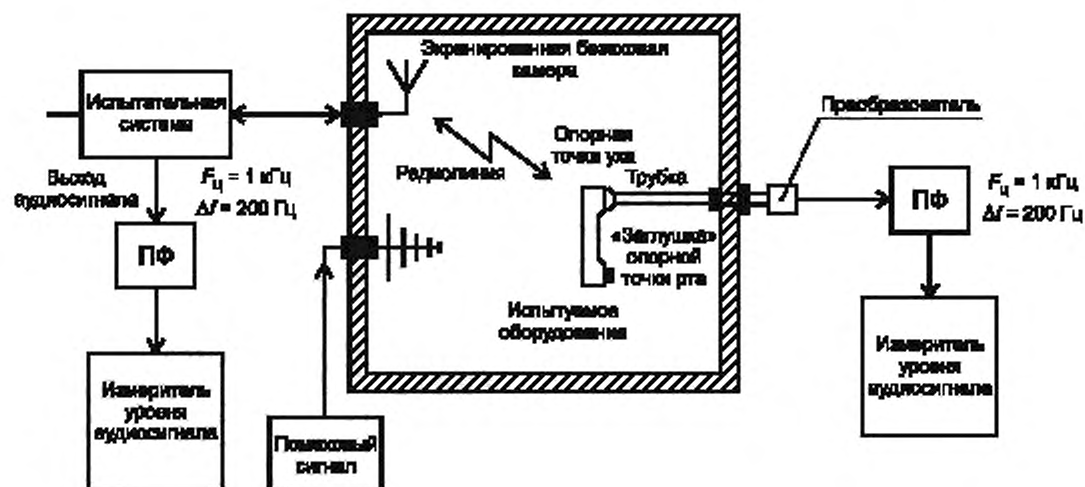 Экранированная безэховая
камера
Испытательная
система
Преобразователь
Опорная
точка уха
Радиолиния
Трубка
Выход
аудиосигнала
Fц = 1 кГц
Δf = 200 Гц
ПФ
ПФ
Fц = 1 кГц
Δf = 200 Гц
«Заглушка»
опорной
точки рта
Испытуемое
оборудование
Измеритель
уровня
аудиосигнала
Измеритель
уровня
аудиосигнала
Помеховый
сигнал